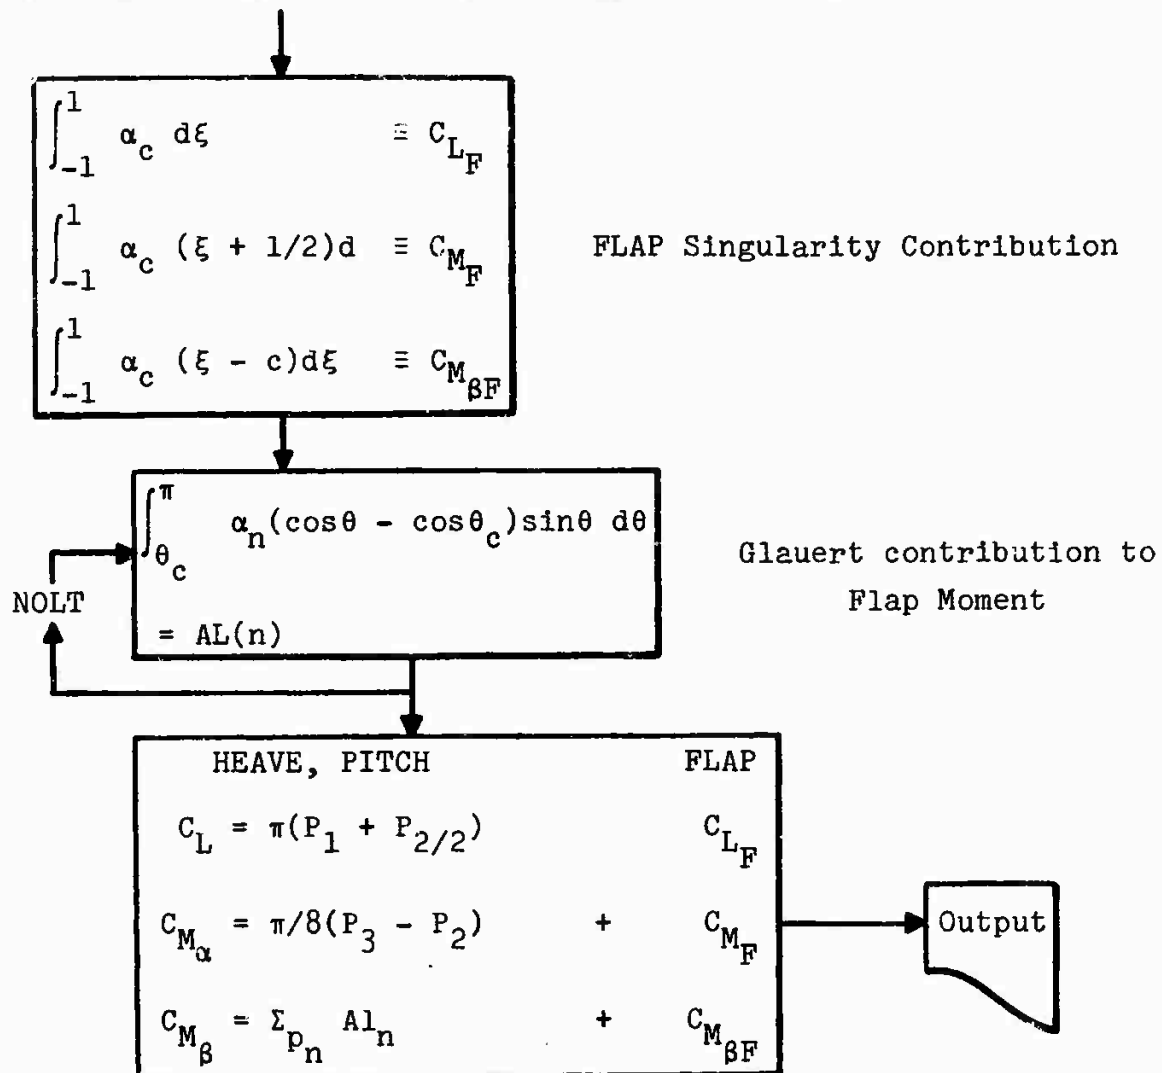 ∫_{-1}^{1} α_c dξ ≡ C_{L_F}
∫_{-1}^{1} α_c (ξ + 1/2)d ≡ C_{M_F}
FLAP Singularity Contribution
∫_{-1}^{1} α_c (ξ - c)dξ ≡ C_{M_{βF}}
∫_{θ_c}^{π} α_n(cosθ - cosθ_c)sinθ dθ
= AL(n)
Glauert contribution to
Flap Moment
NOLT
HEAVE, PITCH FLAP
C_L = π(P_1 + P_{2/2}) C_{L_F}
C_{M_α} = π/8(P_3 - P_2) + C_{M_F}
C_{M_β} = Σ_{p_n} Al_n + C_{M_{βF}}
Output